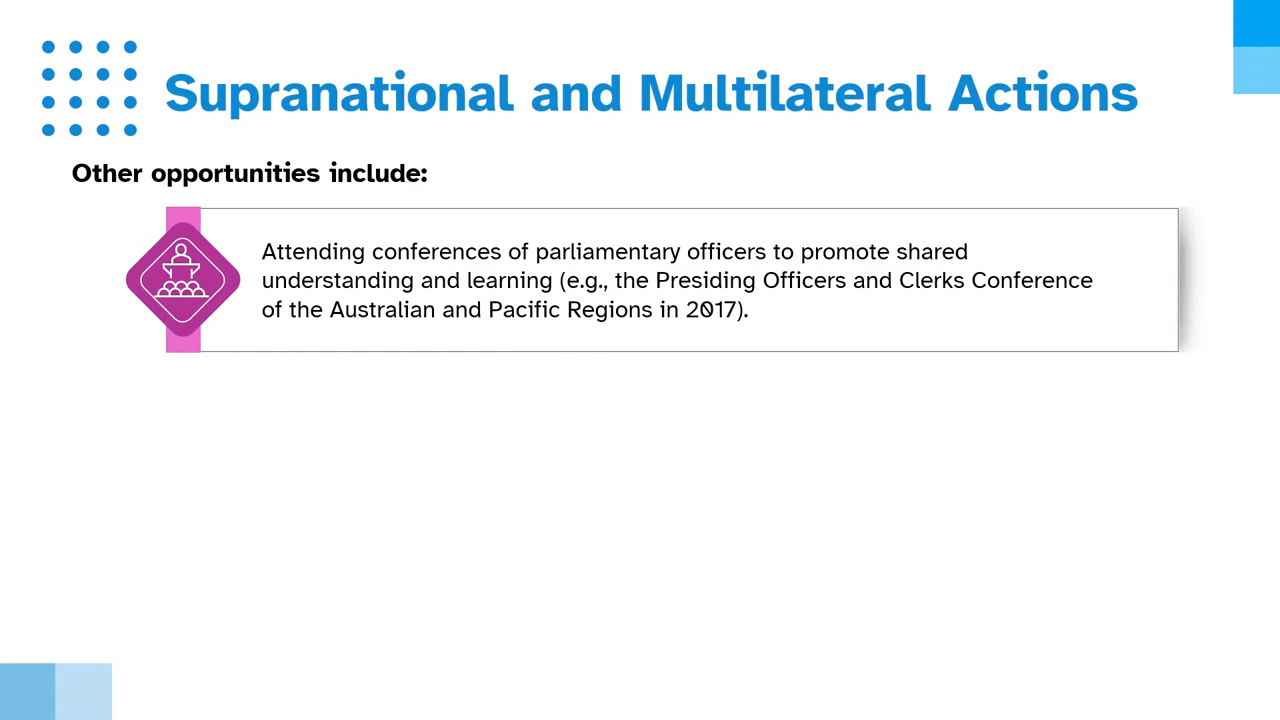 Supranational and Multilateral Actions
Other opportunities include:
Attending conferences of parliamentary officers to promote shared
understanding and learning (e.g., the Presiding Officers and Clerks Conference
of the Australian and Pacific Regions in 2017).